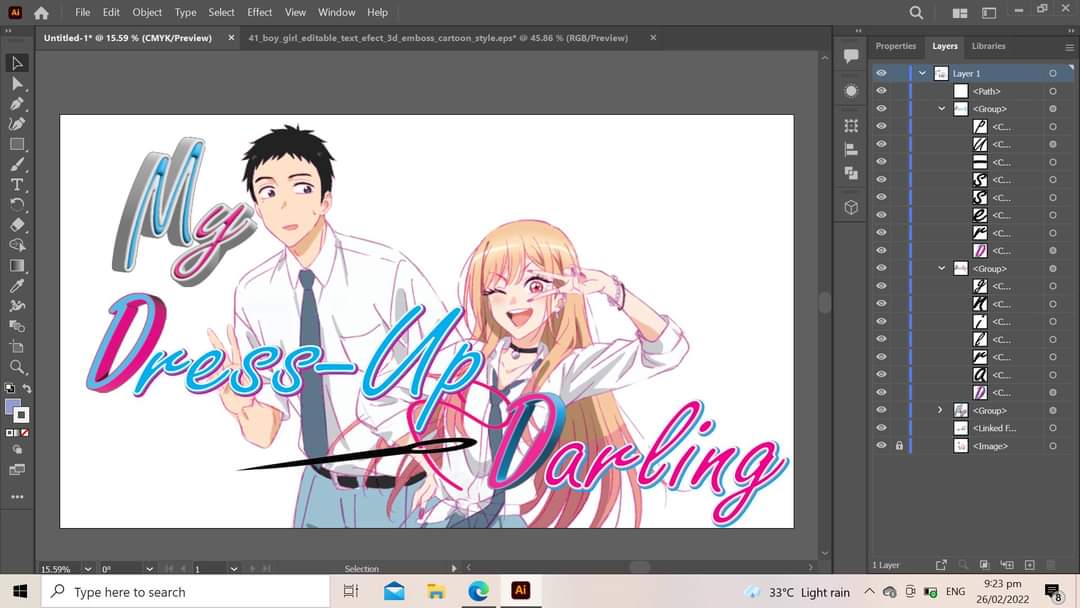 Ai File Edit Object Type Select Effect View Window Help
Untitled-1* @ 15.59 % (CMYK/Preview) × 41_boy_girl_editable_text_efect_3d_emboss_cartoon_style.eps* @ 45.86 % (RGB/Preview) ×
Properties Layers Libraries
Layer 1
<Path>
<Group>
<C...
<C...
<C...
<C...
<C...
<C...
<C...
<C...
<Group>
<C...
<C...
<C...
<C...
<C...
<C...
<C...
<Group>
<Linked F...
<Image>
My
Dress-Up
Darling
15.59% 0° 1 Selection
1 Layer
Type here to search
Ai
33°C Light rain
ENG
9:23 pm
26/02/2022
8